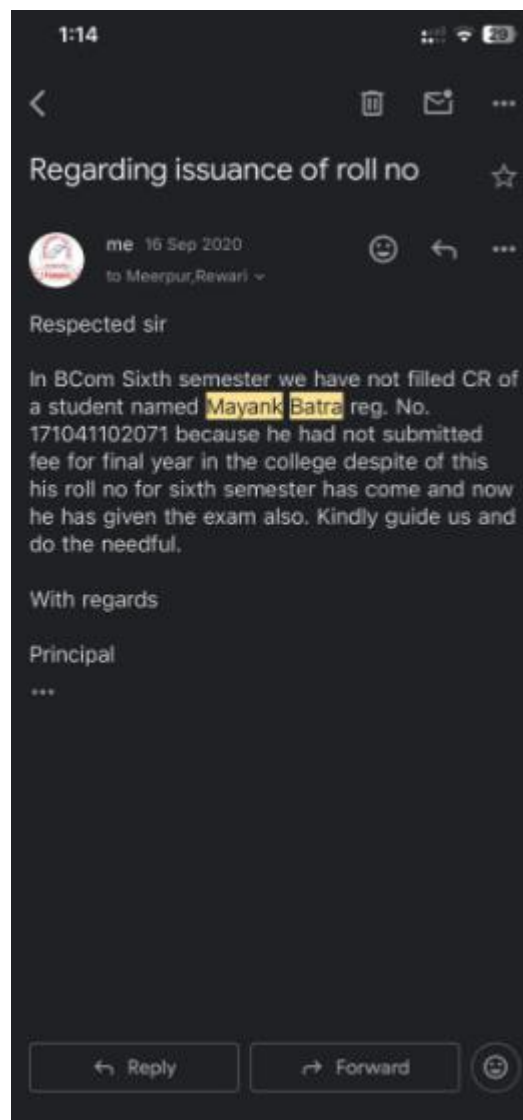 1:14
29
Regarding issuance of roll no
me 16 Sep 2020
to Meerpur,Rewari
Respected sir
In BCom Sixth semester we have not filled CR of
a student named Mayank Batra reg. No.
171041102071 because he had not submitted
fee for final year in the college despite of this
his roll no for sixth semester has come and now
he has given the exam also. Kindly guide us and
do the needful.
With regards
Principal
Reply
Forward